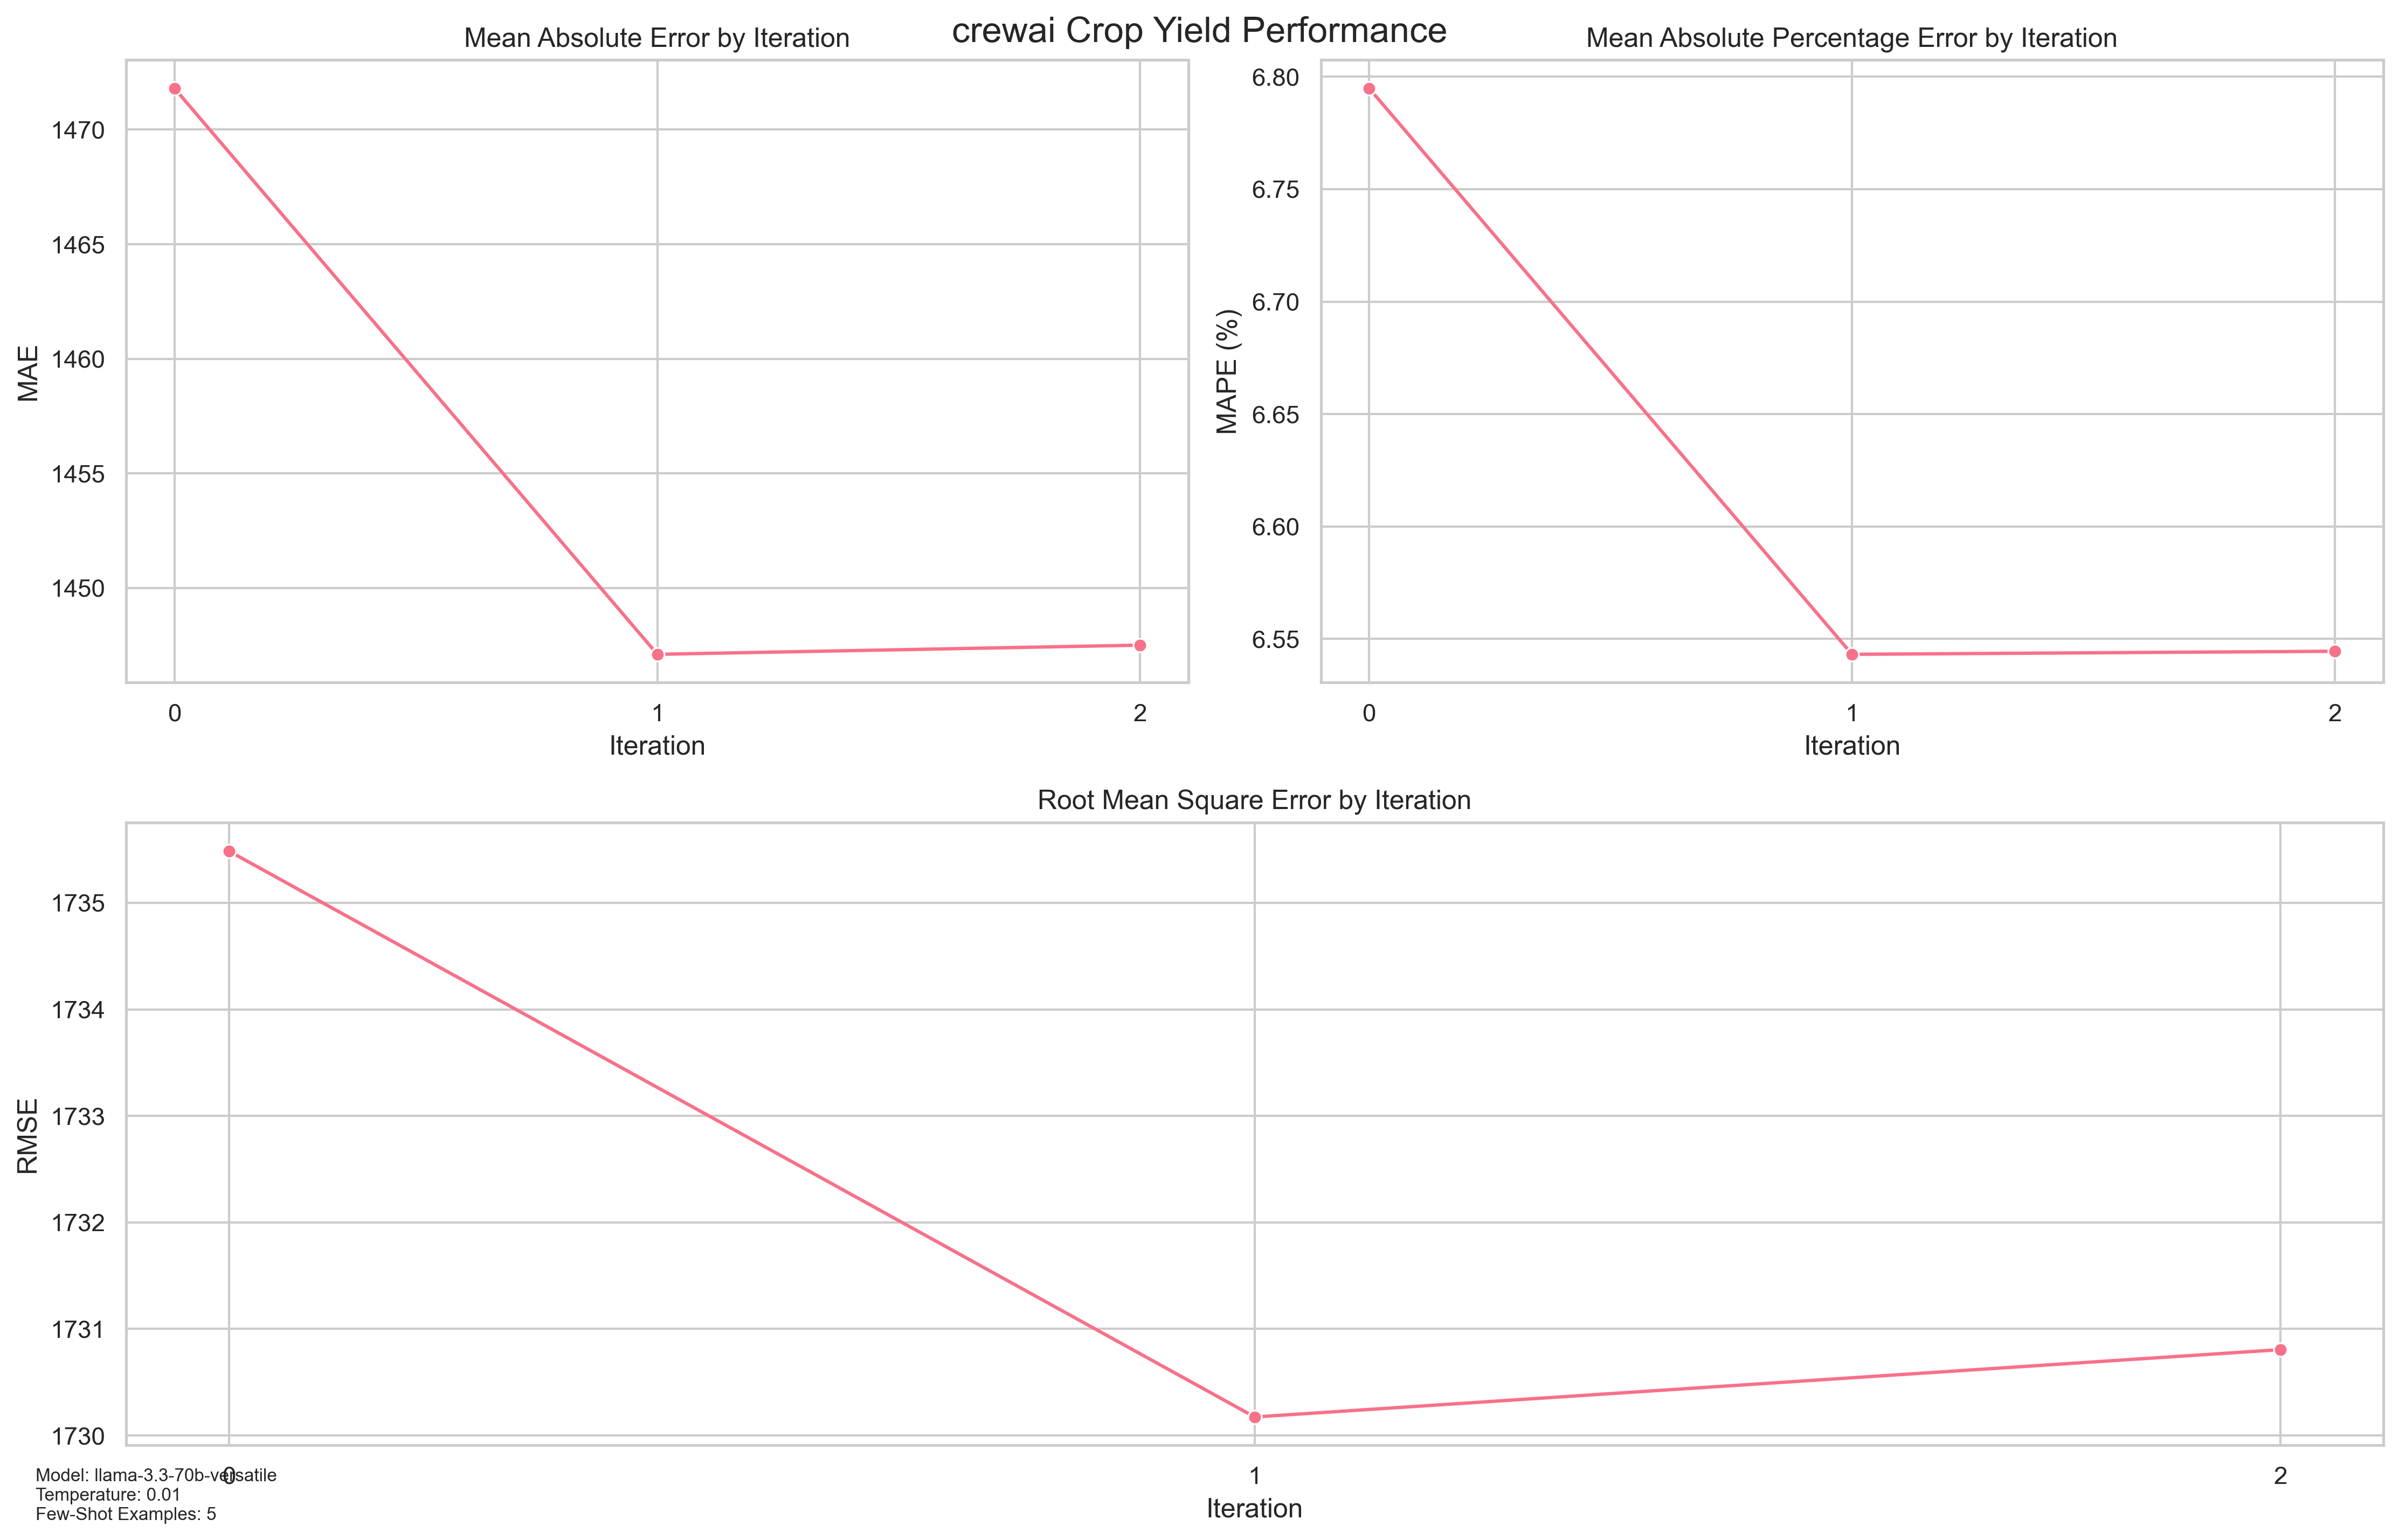 crewai Crop Yield Performance
Mean Absolute Error by Iteration
MAE
1470
1465
1460
1455
1450
0 1 2
Iteration
Mean Absolute Percentage Error by Iteration
MAPE (%)
6.80
6.75
6.70
6.65
6.60
6.55
0 1 2
Iteration
Root Mean Square Error by Iteration
RMSE
1735
1734
1733
1732
1731
1730
0 1 2
Iteration
Model: llama-3.3-70b-versatile
Temperature: 0.01
Few-Shot Examples: 5